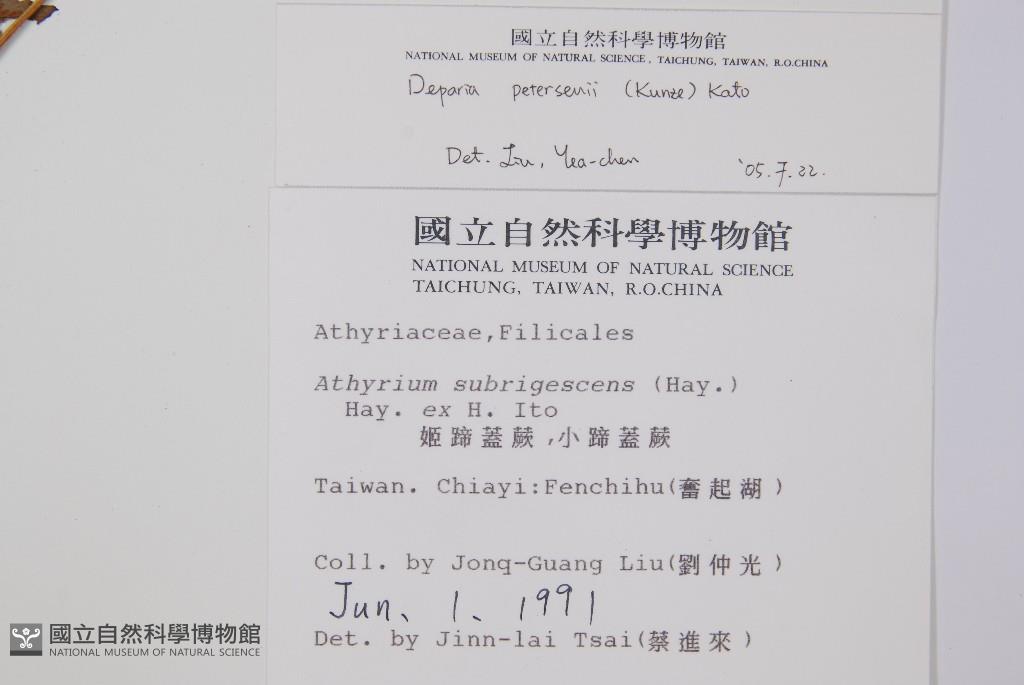 國立自然科學博物館
NATIONAL MUSEUM OF NATURAL SCIENCE, TAICHUNG, TAIWAN, R.O.CHINA
Deparia petersenii (Kunze) Kato
Det. Liu, Yea-chen '05.7.22.
國立自然科學博物館
NATIONAL MUSEUM OF NATURAL SCIENCE
TAICHUNG, TAIWAN, R.O.CHINA
Athyriaceae,Filicales
Athyrium subrigescens (Hay.)
Hay. ex H. Ito
姬蹄蓋蕨,小蹄蓋蕨
Taiwan. Chiayi:Fenchihu(奮起湖)
Coll. by Jonq-Guang Liu(劉仲光)
Jun、 1、 1991
Det. by Jinn-lai Tsai(蔡進來)
國立自然科學博物館
NATIONAL MUSEUM OF NATURAL SCIENCE